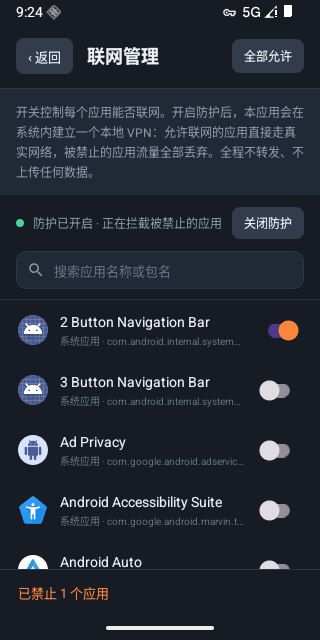 9:24
5G
‹ 返回
联网管理
全部允许
开关控制每个应用能否联网。开启防护后，本应用会在
系统内建立一个本地 VPN：允许联网的应用直接走真
实网络，被禁止的应用流量全部丢弃。全程不转发、不
上传任何数据。
防护已开启 · 正在拦截被禁止的应用
关闭防护
搜索应用名称或包名
2 Button Navigation Bar
系统应用 · com.android.internal.system…
3 Button Navigation Bar
系统应用 · com.android.internal.system…
Ad Privacy
系统应用 · com.google.android.adservic…
Android Accessibility Suite
系统应用 · com.google.android.marvin.t…
Android Auto
已禁止 1 个应用